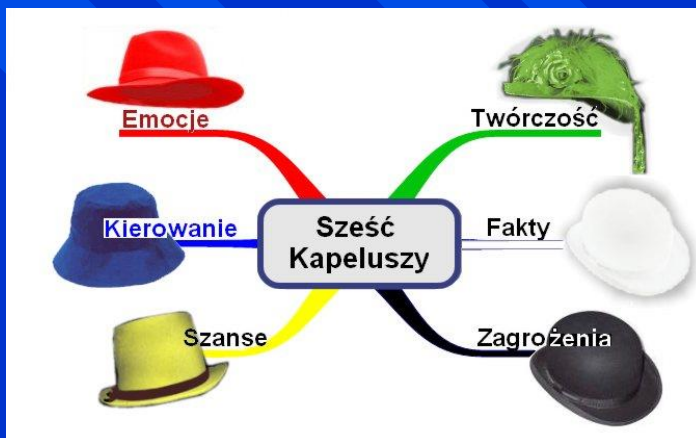 Emocje
Twórczość
Kierowanie
Sześć
Kapeluszy
Fakty
Szanse
Zagrożenia